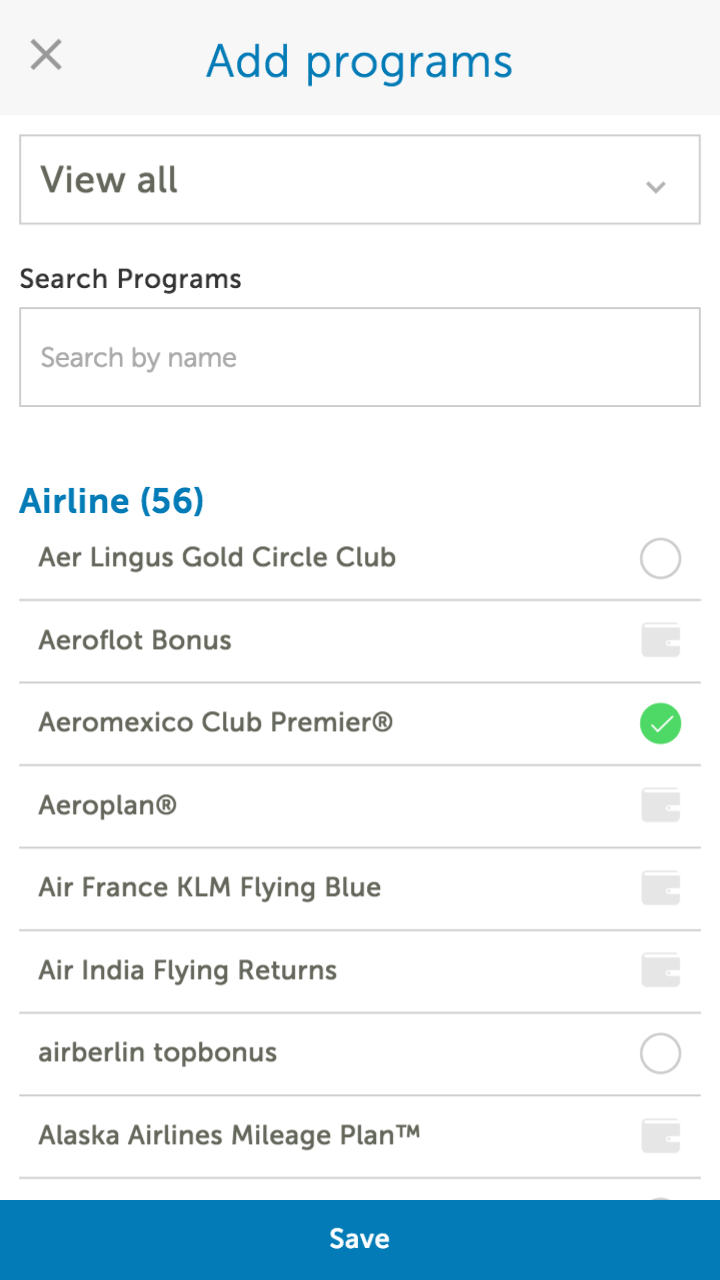 Add programs
View all
Search Programs
Search by name
Airline (56)
Aer Lingus Gold Circle Club
Aeroflot Bonus
Aeromexico Club Premier®
Aeroplan®
Air France KLM Flying Blue
Air India Flying Returns
airberlin topbonus
Alaska Airlines Mileage Plan™
Save